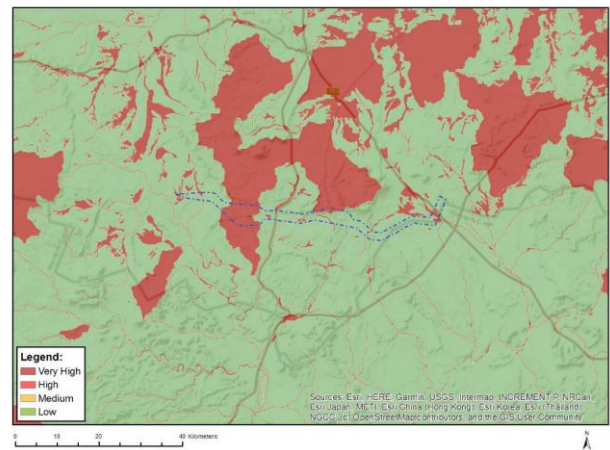 Legend:
Very High
High
Medium
Low
Sources: Esri, HERE, Garmin, USGS, Intermap, INCREMENT P, NRCan,
Esri Japan, METI, Esri China (Hong Kong), Esri Korea, Esri (Thailand),
NGCC, (c) OpenStreetMap contributors, and the GIS User Community
0 5 10 20 30 40 Kilometers
N